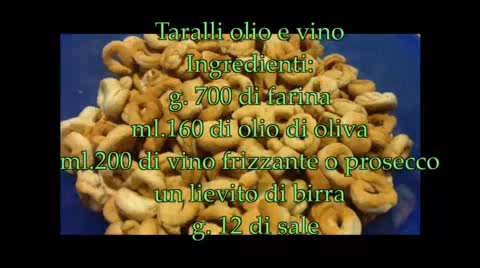 Taralli olio e vino
Ingredienti:
g. 700 di farina
ml.160 di olio di oliva
ml.200 di vino frizzante o prosecco
un lievito di birra
g. 12 di sale